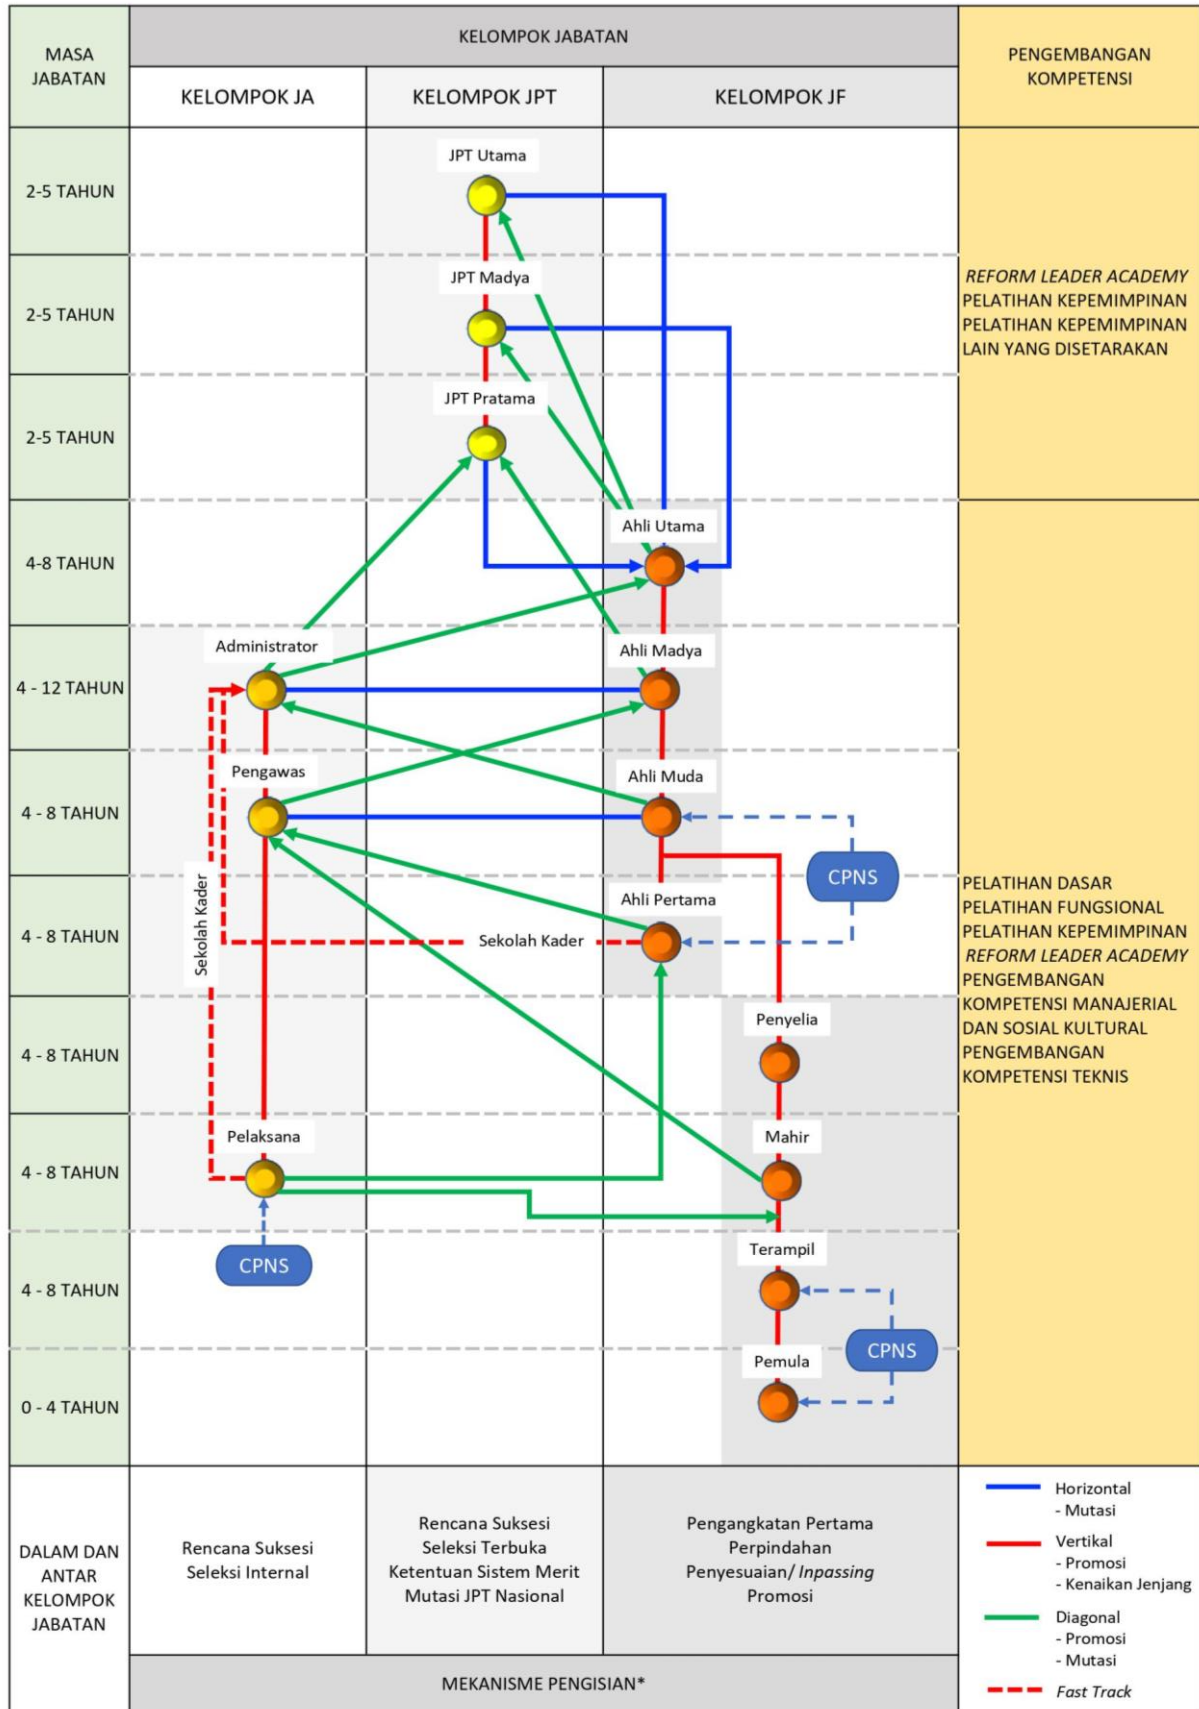 MASA
JABATAN
KELOMPOK JABATAN
KELOMPOK JA
KELOMPOK JPT
KELOMPOK JF
PENGEMBANGAN
KOMPETENSI
2-5 TAHUN
JPT Utama
2-5 TAHUN
JPT Madya
REFORM LEADER ACADEMY
PELATIHAN KEPEMIMPINAN
PELATIHAN KEPEMIMPINAN
LAIN YANG DISETARAKAN
2-5 TAHUN
JPT Pratama
4-8 TAHUN
Ahli Utama
4 - 12 TAHUN
Administrator
Ahli Madya
4 - 8 TAHUN
Pengawas
Ahli Muda
CPNS
4 - 8 TAHUN
Sekolah Kader
Sekolah Kader
Ahli Pertama
PELATIHAN DASAR
PELATIHAN FUNGSIONAL
PELATIHAN KEPEMIMPINAN
REFORM LEADER ACADEMY
PENGEMBANGAN
KOMPETENSI MANAJERIAL
DAN SOSIAL KULTURAL
PENGEMBANGAN
KOMPETENSI TEKNIS
4 - 8 TAHUN
Penyelia
4 - 8 TAHUN
Pelaksana
Mahir
4 - 8 TAHUN
CPNS
Terampil
CPNS
0 - 4 TAHUN
Pemula
DALAM DAN
ANTAR
KELOMPOK
JABATAN
Rencana Suksesi
Seleksi Internal
Rencana Suksesi
Seleksi Terbuka
Ketentuan Sistem Merit
Mutasi JPT Nasional
Pengangkatan Pertama
Perpindahan
Penyesuaian/ Inpassing
Promosi
MEKANISME PENGISIAN*
Horizontal
- Mutasi
Vertikal
- Promosi
- Kenaikan Jenjang
Diagonal
- Promosi
- Mutasi
Fast Track